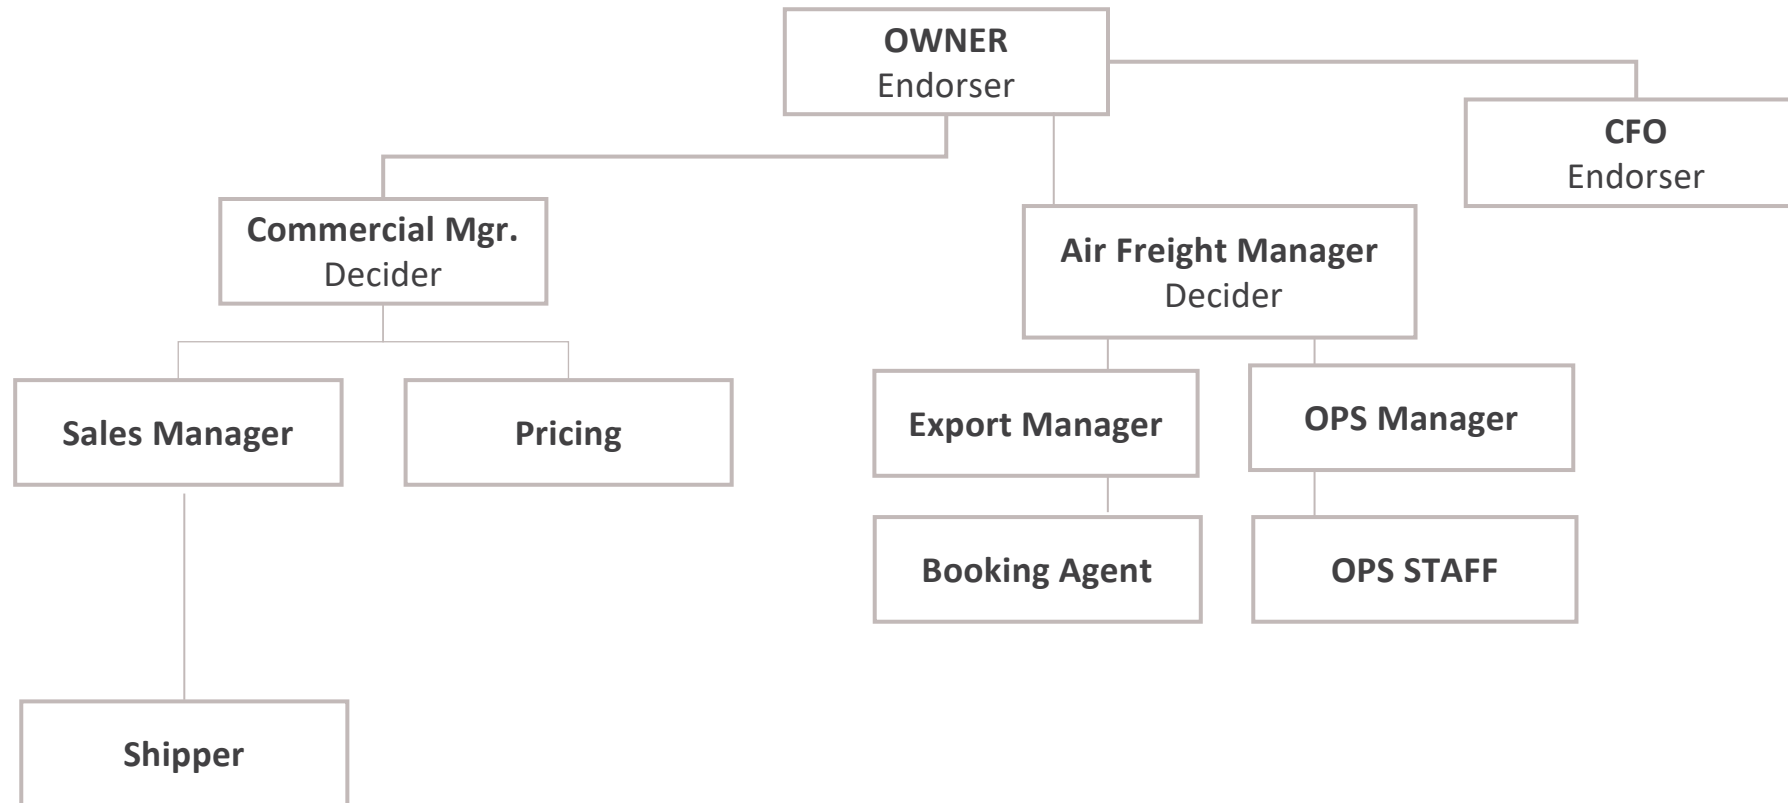 OWNER
Endorser
CFO
Endorser
Commercial Mgr.
Decider
Air Freight Manager
Decider
Sales Manager
Pricing
Export Manager
OPS Manager
Booking Agent
OPS STAFF
Shipper